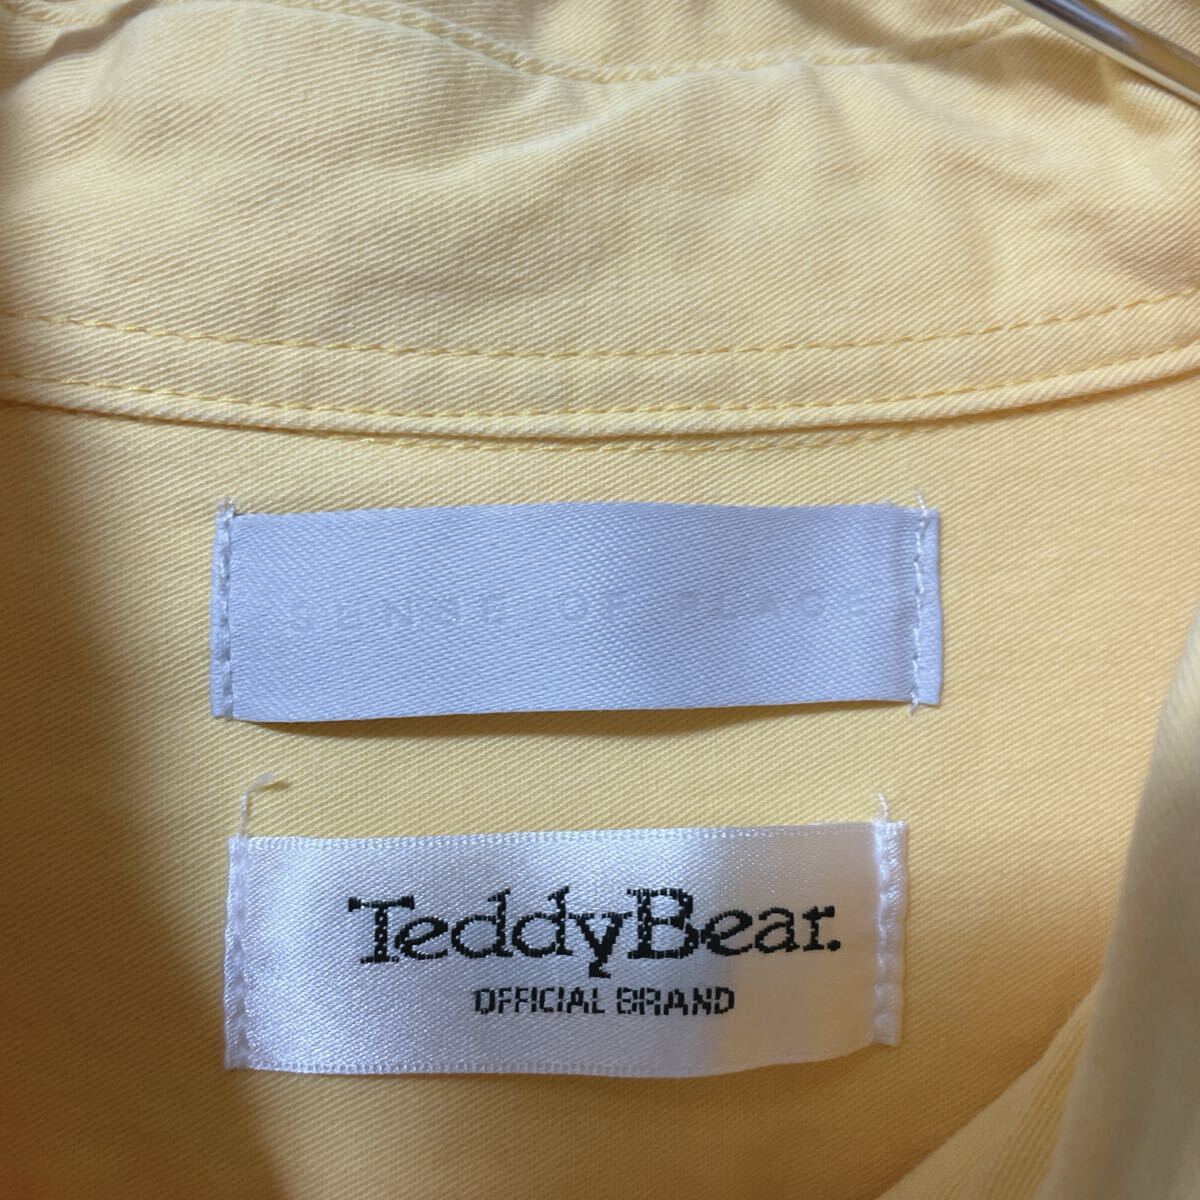 SENSE OF PLACE
TeddyBear.
OFFICIAL BRAND